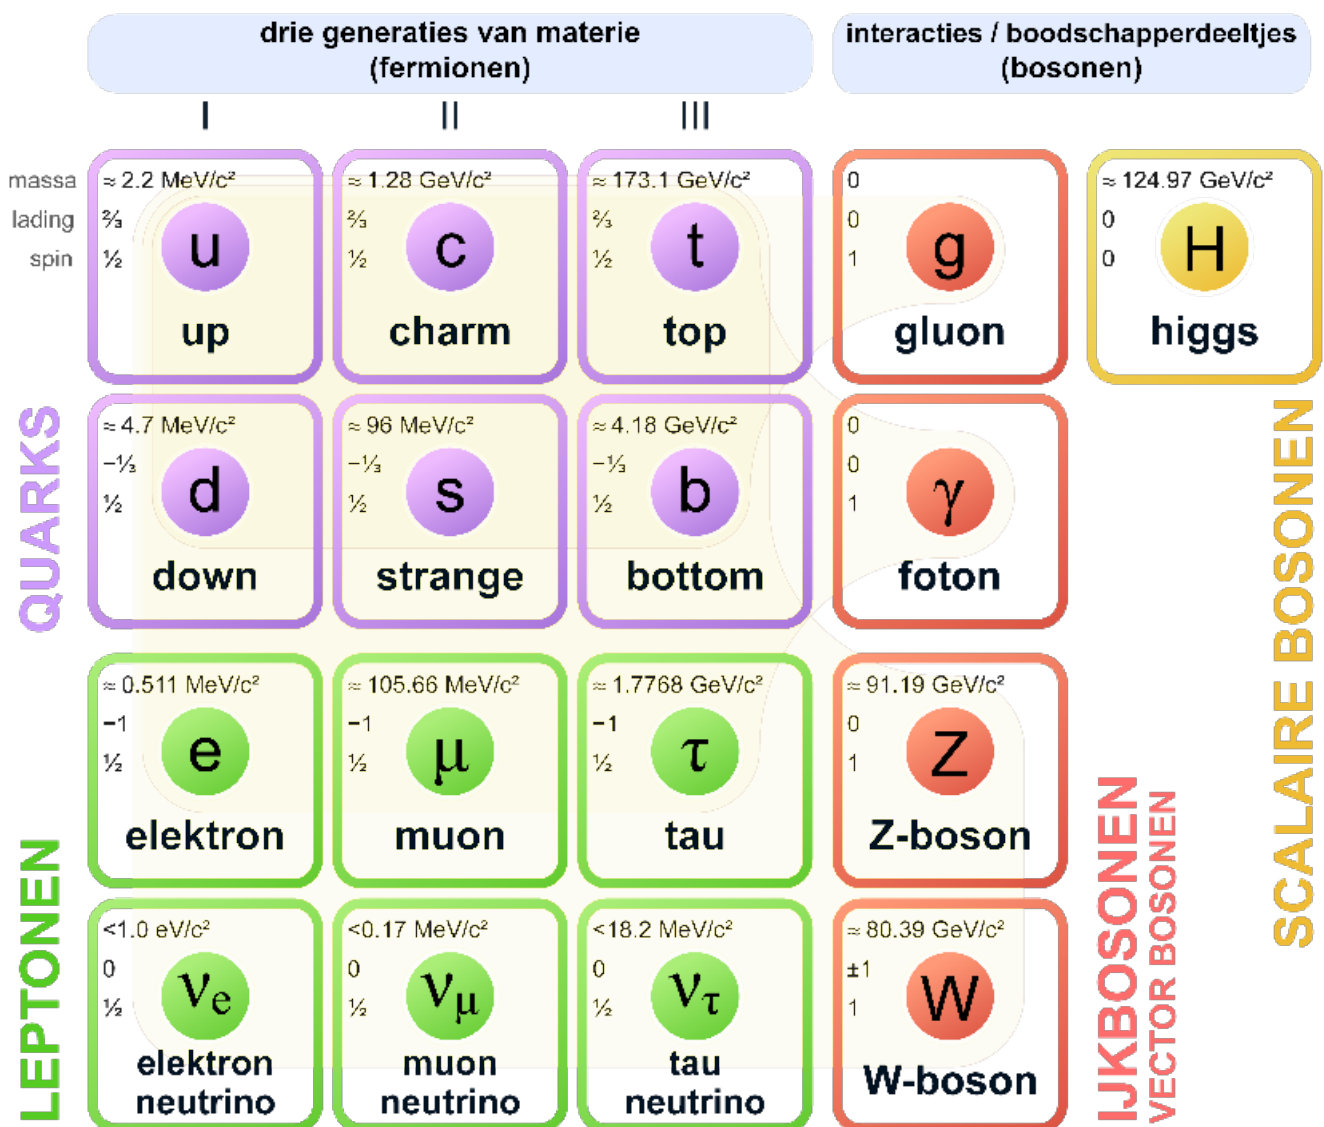 drie generaties van materie
(fermionen)
interacties / boodschapperdeeltjes
(bosonen)
I
II
III
massa
lading
spin
≈ 2.2 MeV/c²
⅔
½
u
up
≈ 1.28 GeV/c²
⅔
½
c
charm
≈ 173.1 GeV/c²
⅔
½
t
top
0
0
1
g
gluon
≈ 124.97 GeV/c²
0
0
H
higgs
QUARKS
≈ 4.7 MeV/c²
−⅓
½
d
down
≈ 96 MeV/c²
−⅓
½
s
strange
≈ 4.18 GeV/c²
−⅓
½
b
bottom
0
0
1
γ
foton
SCALAIRE BOSONEN
≈ 0.511 MeV/c²
−1
½
e
elektron
≈ 105.66 MeV/c²
−1
½
μ
muon
≈ 1.7768 GeV/c²
−1
½
τ
tau
≈ 91.19 GeV/c²
0
1
Z
Z-boson
LEPTONEN
<1.0 eV/c²
0
½
νe
elektron
neutrino
<0.17 MeV/c²
0
½
νμ
muon
neutrino
<18.2 MeV/c²
0
½
ντ
tau
neutrino
≈ 80.39 GeV/c²
±1
1
W
W-boson
IJKBOSONEN
VECTOR BOSONEN